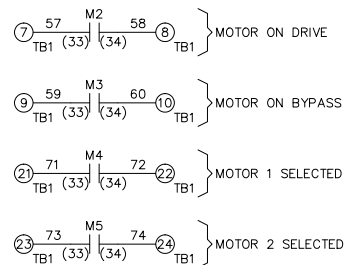 57 M2 58
7 8 MOTOR ON DRIVE
TB1 (33) (34) TB1
59 M3 60
9 10 MOTOR ON BYPASS
TB1 (33) (34) TB1
71 M4 72
21 22 MOTOR 1 SELECTED
TB1 (33) (34) TB1
73 M5 74
23 24 MOTOR 2 SELECTED
TB1 (33) (34) TB1